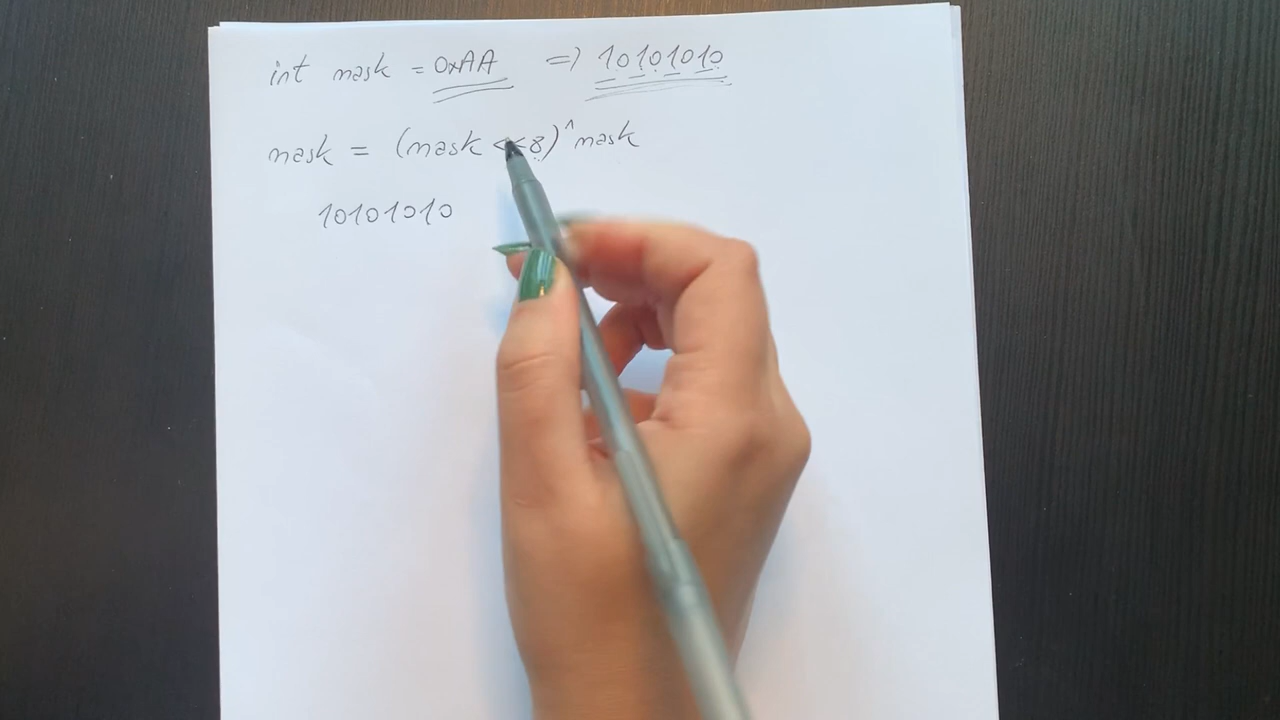 int mask = 0xAA => 10101010
mask = (mask <<8)^mask
10101010